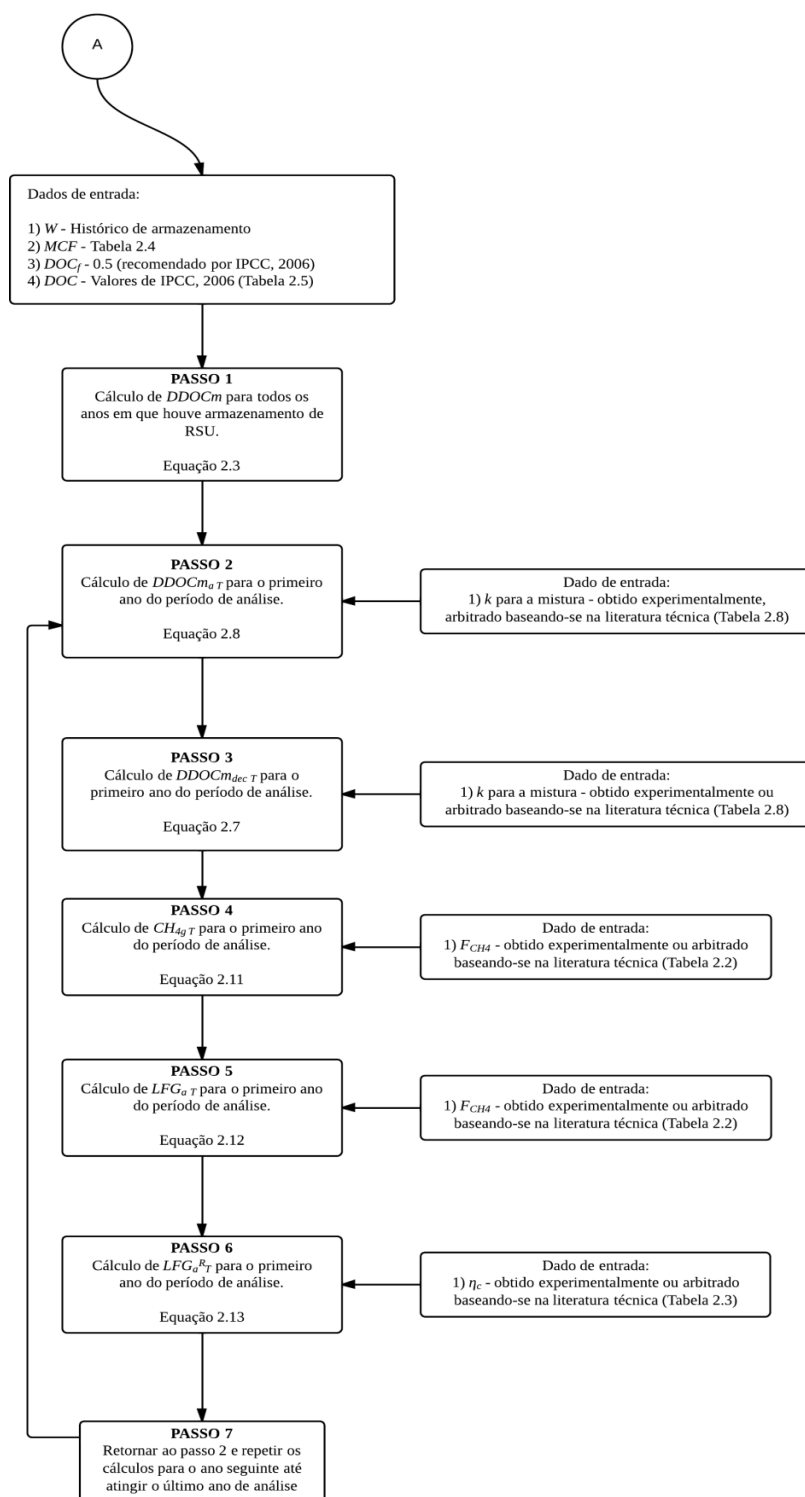 A
Dados de entrada:
1) W - Histórico de armazenamento
2) MCF - Tabela 2.4
3) DOCf - 0.5 (recomendado por IPCC, 2006)
4) DOC - Valores de IPCC, 2006 (Tabela 2.5)
PASSO 1
Cálculo de DDOCm para todos os
anos em que houve armazenamento de
RSU.
Equação 2.3
PASSO 2
Cálculo de DDOCma T para o primeiro
ano do período de análise.
Equação 2.8
Dado de entrada:
1) k para a mistura - obtido experimentalmente,
arbitrado baseando-se na literatura técnica (Tabela 2.8)
PASSO 3
Cálculo de DDOCmdec T para o
primeiro ano do período de análise.
Equação 2.7
Dado de entrada:
1) k para a mistura - obtido experimentalmente ou
arbitrado baseando-se na literatura técnica (Tabela 2.8)
PASSO 4
Cálculo de CH4g T para o primeiro ano
do período de análise.
Equação 2.11
Dado de entrada:
1) FCH4 - obtido experimentalmente ou arbitrado
baseando-se na literatura técnica (Tabela 2.2)
PASSO 5
Cálculo de LFGa T para o primeiro ano
do período de análise.
Equação 2.12
Dado de entrada:
1) FCH4 - obtido experimentalmente ou arbitrado
baseando-se na literatura técnica (Tabela 2.2)
PASSO 6
Cálculo de LFGaRT para o primeiro
ano do período de análise.
Equação 2.13
Dado de entrada:
1) ηc - obtido experimentalmente ou arbitrado
baseando-se na literatura técnica (Tabela 2.3)
PASSO 7
Retornar ao passo 2 e repetir os
cálculos para o ano seguinte até
atingir o último ano de análise